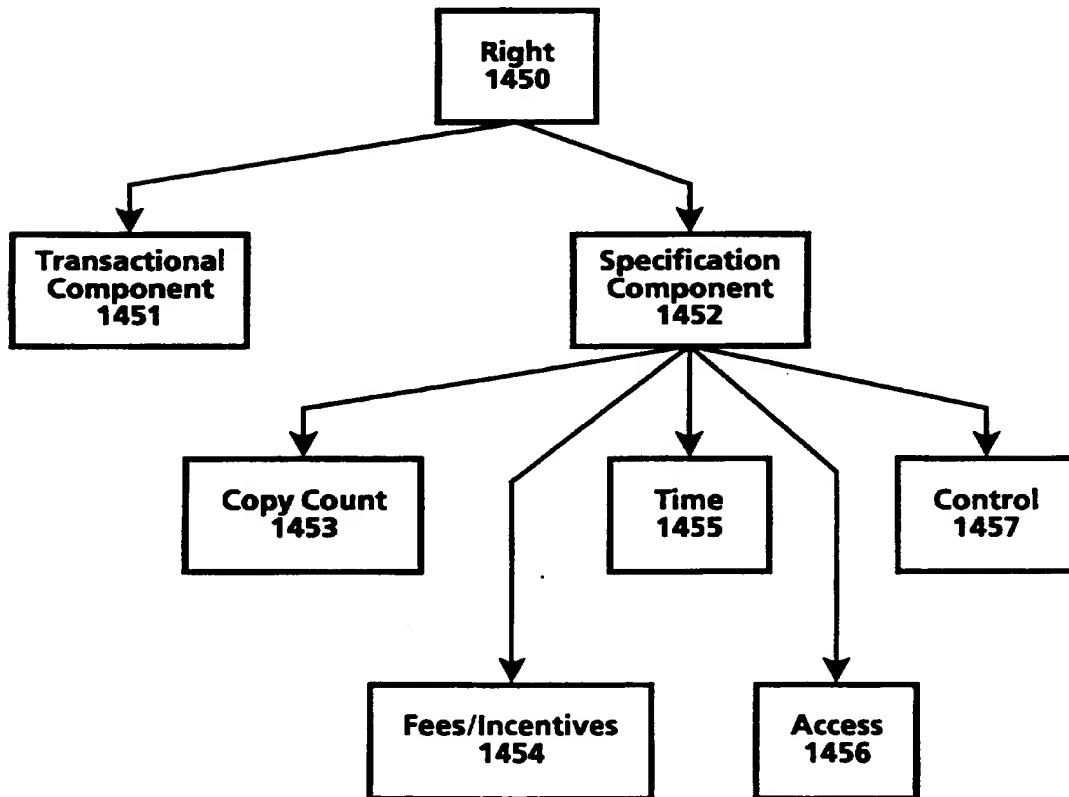 Right
1450
Transactional
Component
1451
Specification
Component
1452
Copy Count
1453
Time
1455
Control
1457
Fees/Incentives
1454
Access
1456